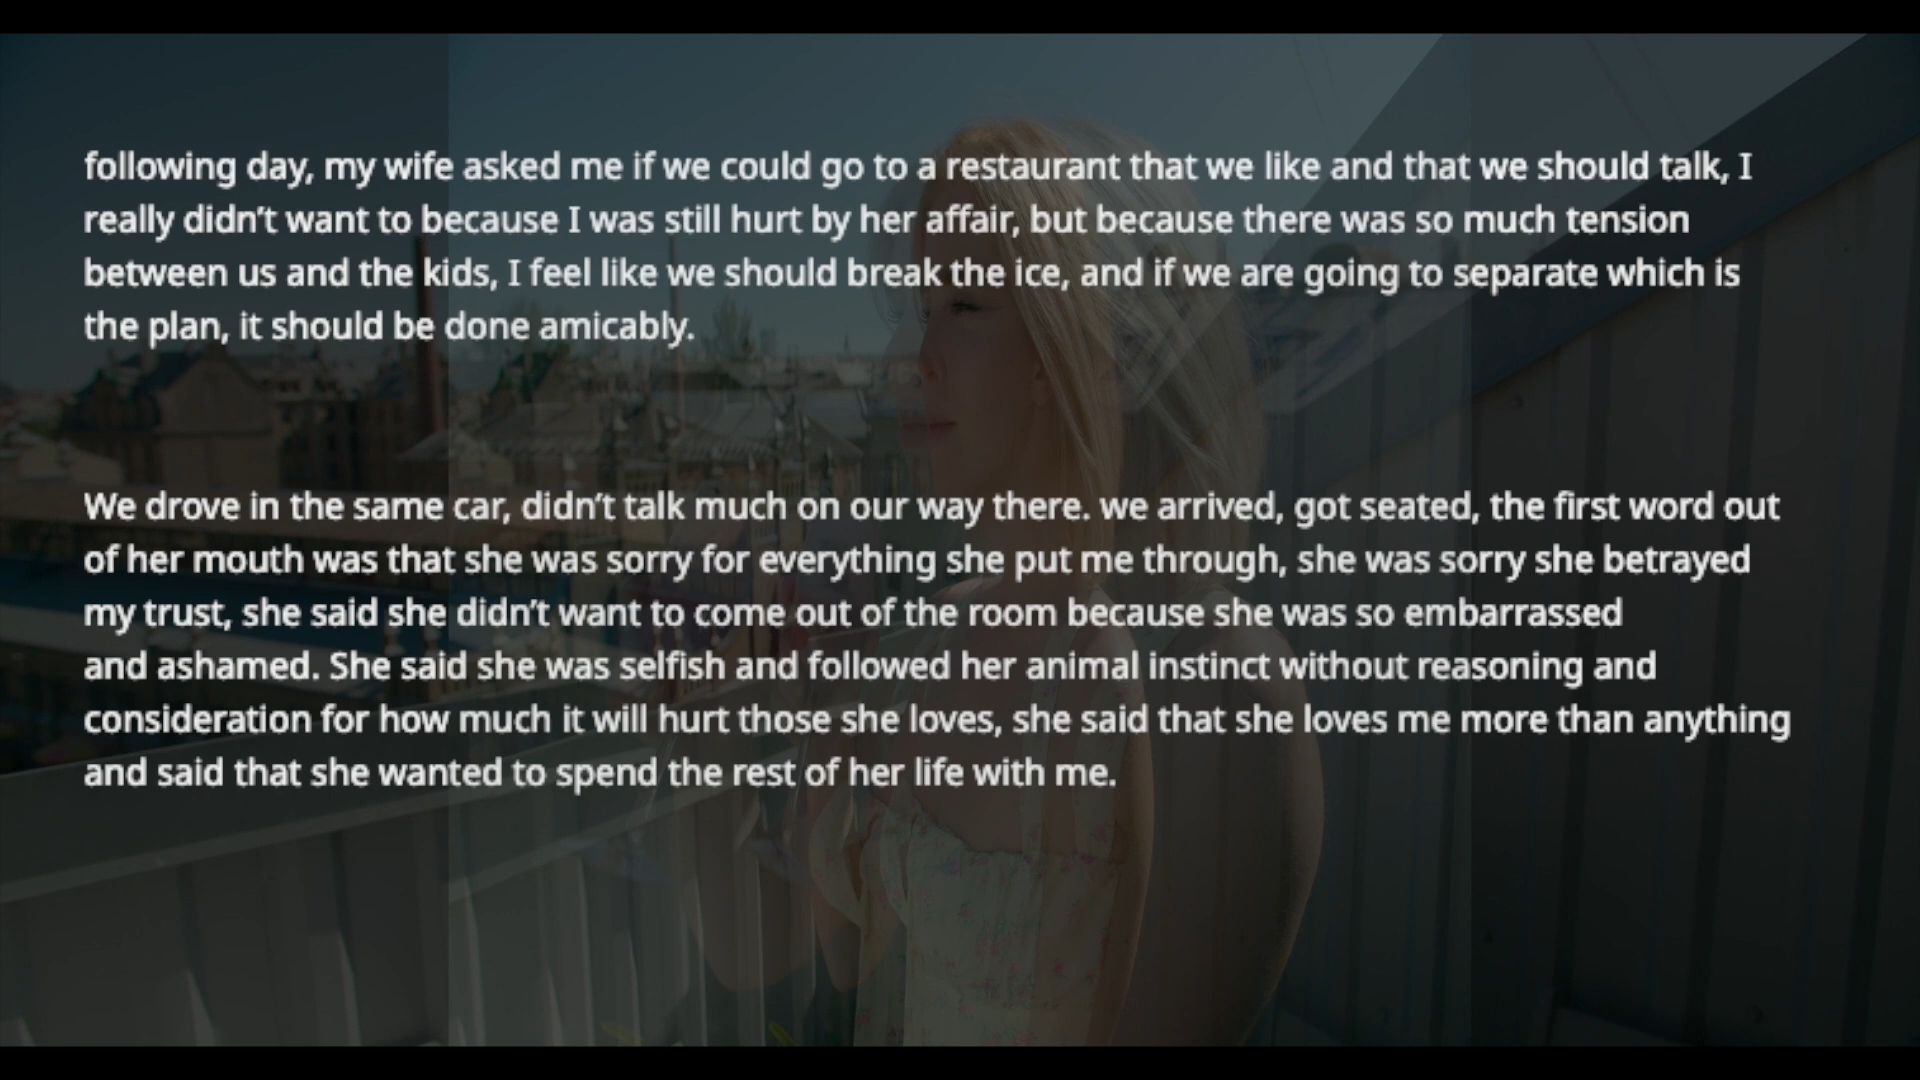 following day, my wife asked me if we could go to a restaurant that we like and that we should talk, I
really didn’t want to because I was still hurt by her affair, but because there was so much tension
between us and the kids, I feel like we should break the ice, and if we are going to separate which is
the plan, it should be done amicably.
We drove in the same car, didn’t talk much on our way there. we arrived, got seated, the first word out
of her mouth was that she was sorry for everything she put me through, she was sorry she betrayed
my trust, she said she didn’t want to come out of the room because she was so embarrassed
and ashamed. She said she was selfish and followed her animal instinct without reasoning and
consideration for how much it will hurt those she loves, she said that she loves me more than anything
and said that she wanted to spend the rest of her life with me.